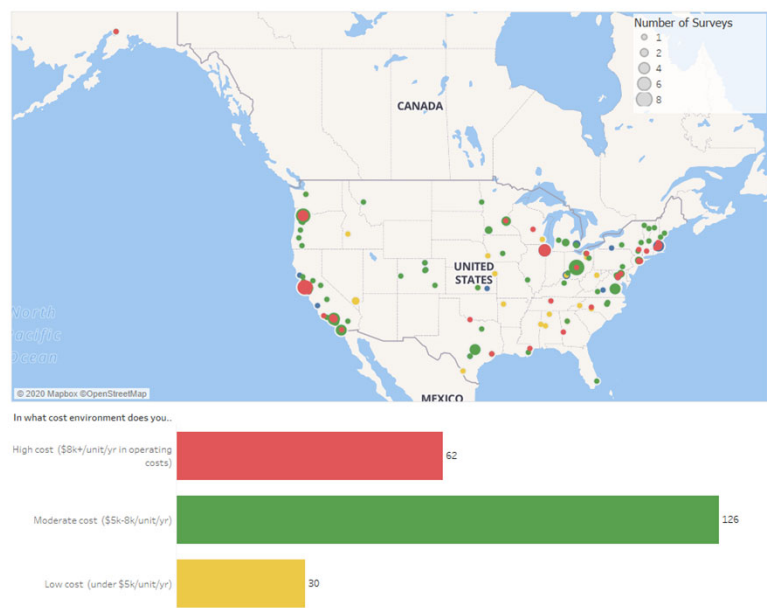 Number of Surveys
1
2
4
6
8
CANADA
UNITED
STATES
North
Pacific
Ocean
MEXICO
© 2020 Mapbox ©OpenStreetMap
In what cost environment does you..
High cost ($8k+/unit/yr in operating
costs)
62
Moderate cost ($5k-8k/unit/yr)
126
Low cost (under $5k/unit/yr)
30